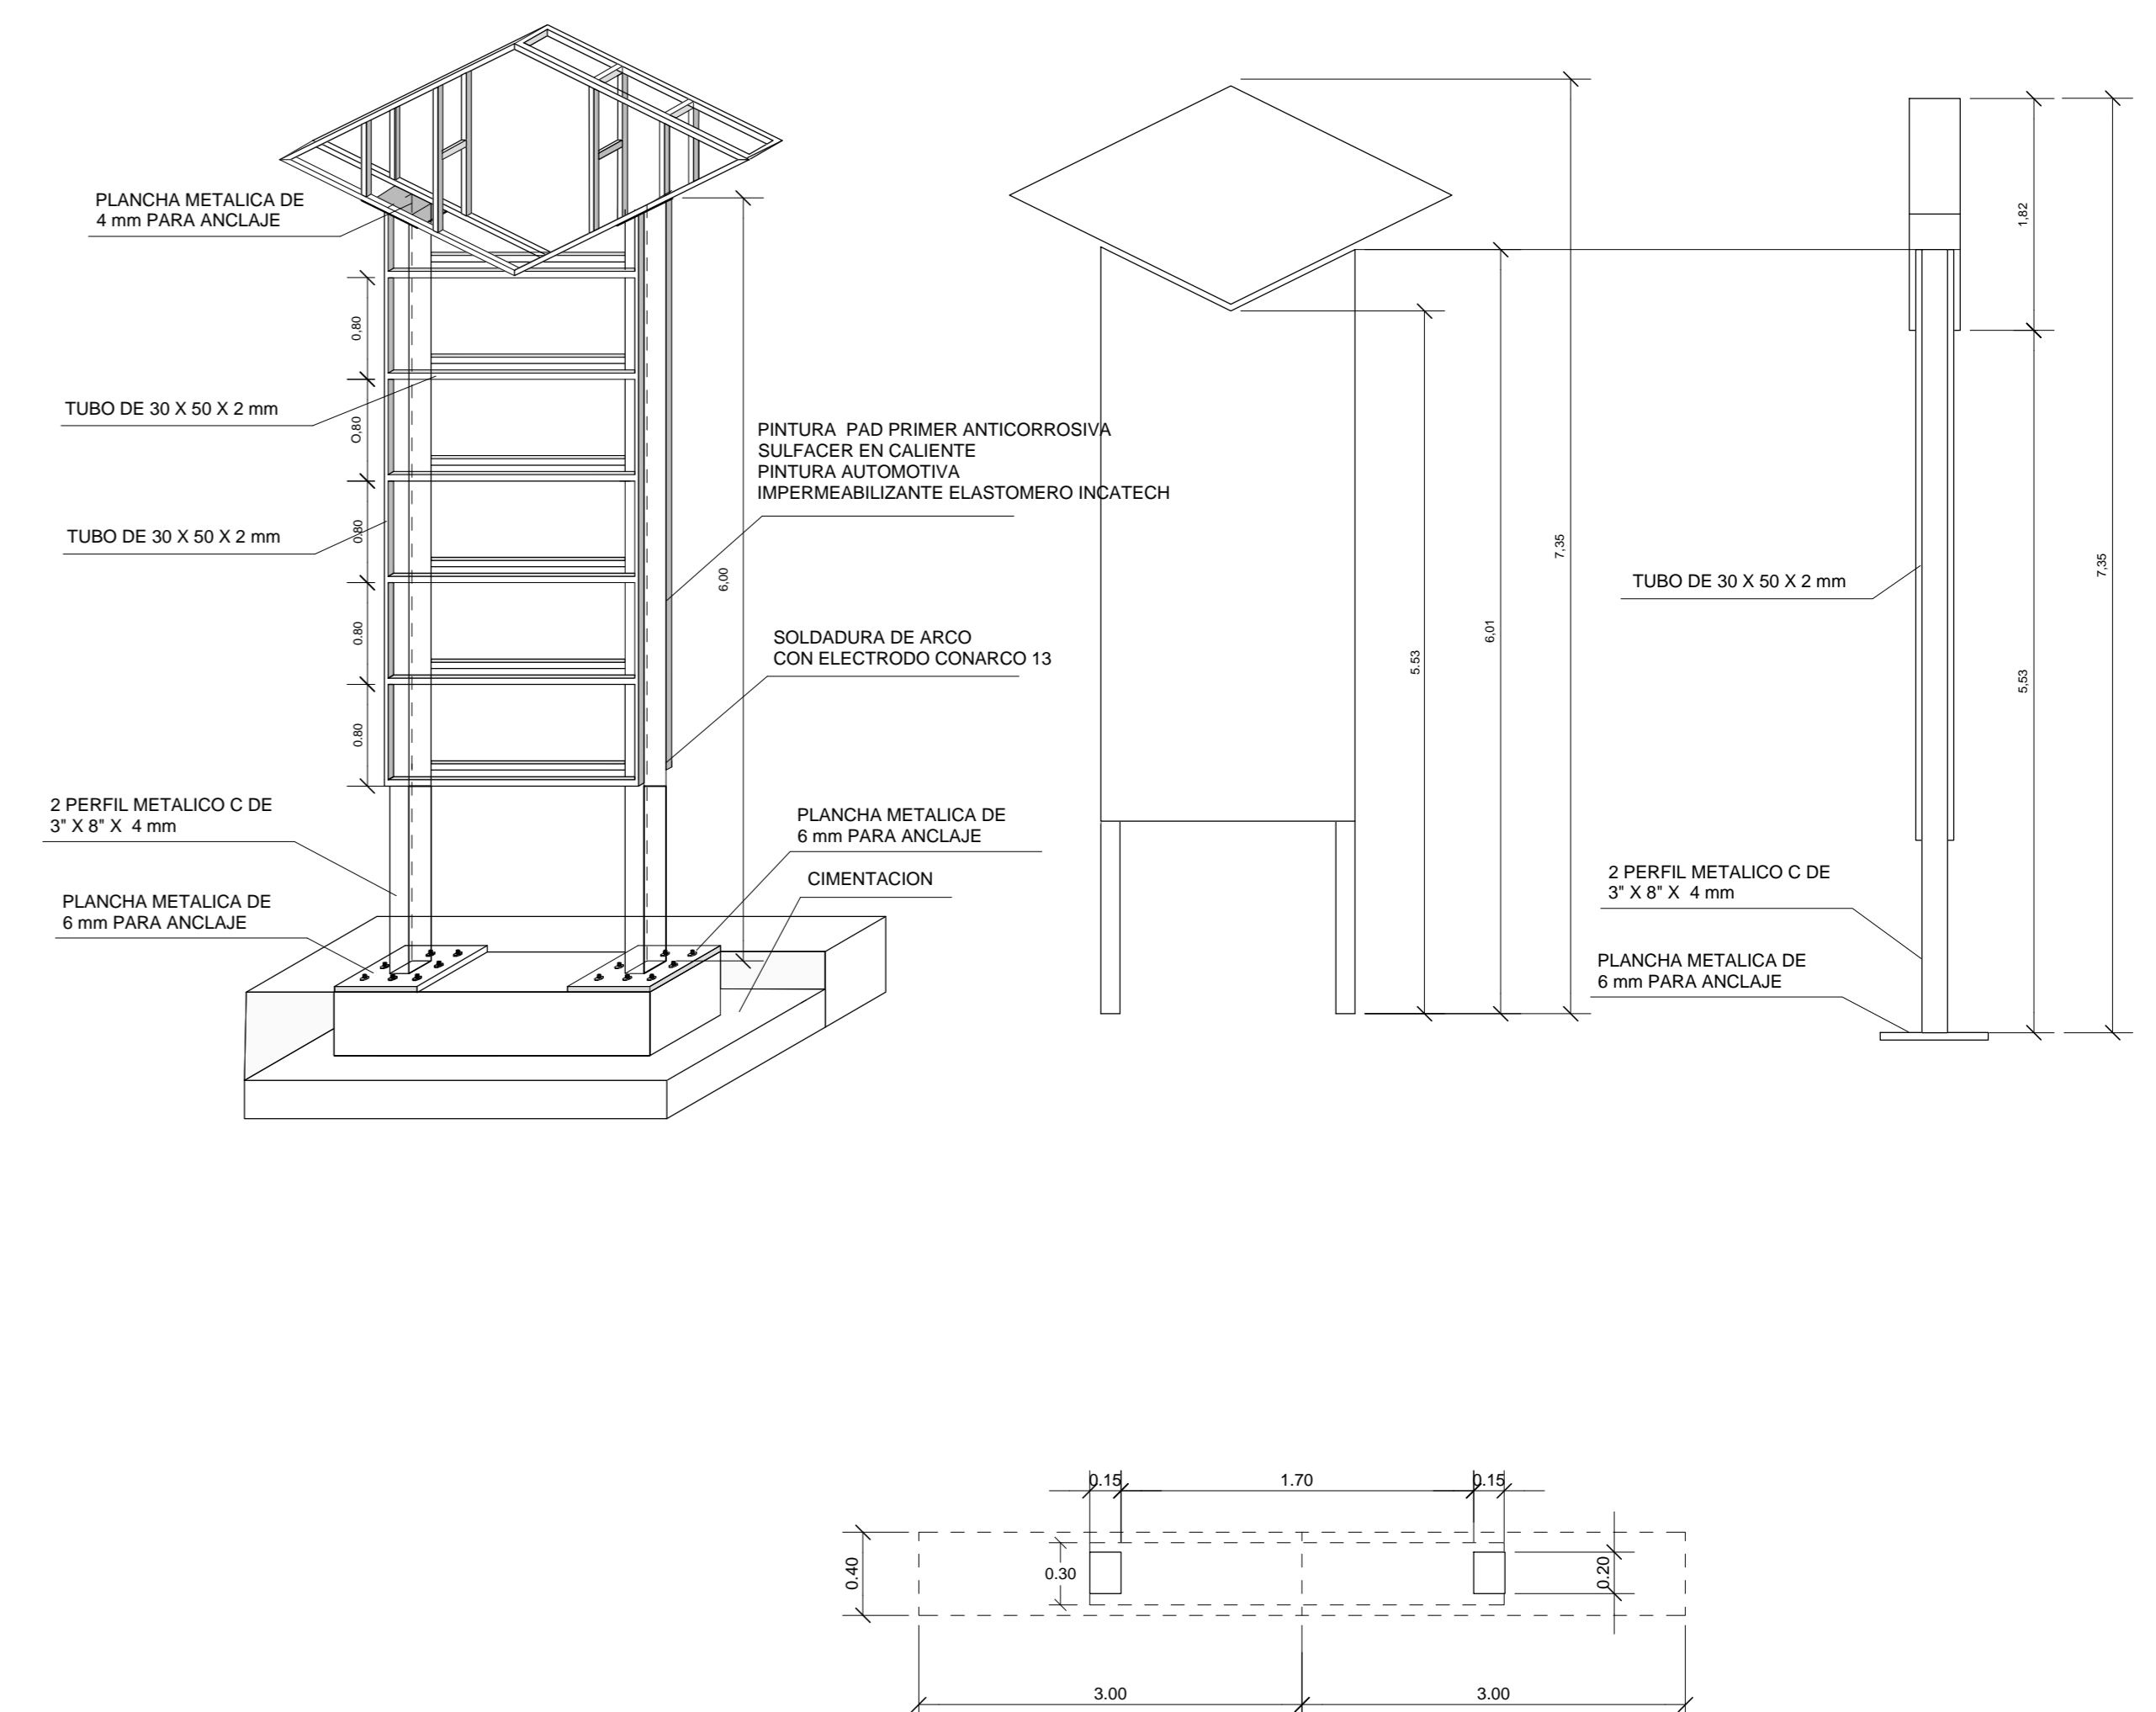 PLANCHA METALICA DE
4 mm PARA ANCLAJE
0,80
TUBO DE 30 X 50 X 2 mm
O,80
TUBO DE 30 X 50 X 2 mm
0.80
0.80
0.80
2 PERFIL METALICO C DE
3" X 8" X 4 mm
PLANCHA METALICA DE
6 mm PARA ANCLAJE
6,00
PINTURA PAD PRIMER ANTICORROSIVA
SULFACER EN CALIENTE
PINTURA AUTOMOTIVA
IMPERMEABILIZANTE ELASTOMERO INCATECH
SOLDADURA DE ARCO
CON ELECTRODO CONARCO 13
PLANCHA METALICA DE
6 mm PARA ANCLAJE
CIMENTACION
5.53
6,01
7,35
1,82
5,53
7,35
TUBO DE 30 X 50 X 2 mm
2 PERFIL METALICO C DE
3" X 8" X 4 mm
PLANCHA METALICA DE
6 mm PARA ANCLAJE
0.15
1.70
0.15
0.40
0.30
0.20
3.00
3.00